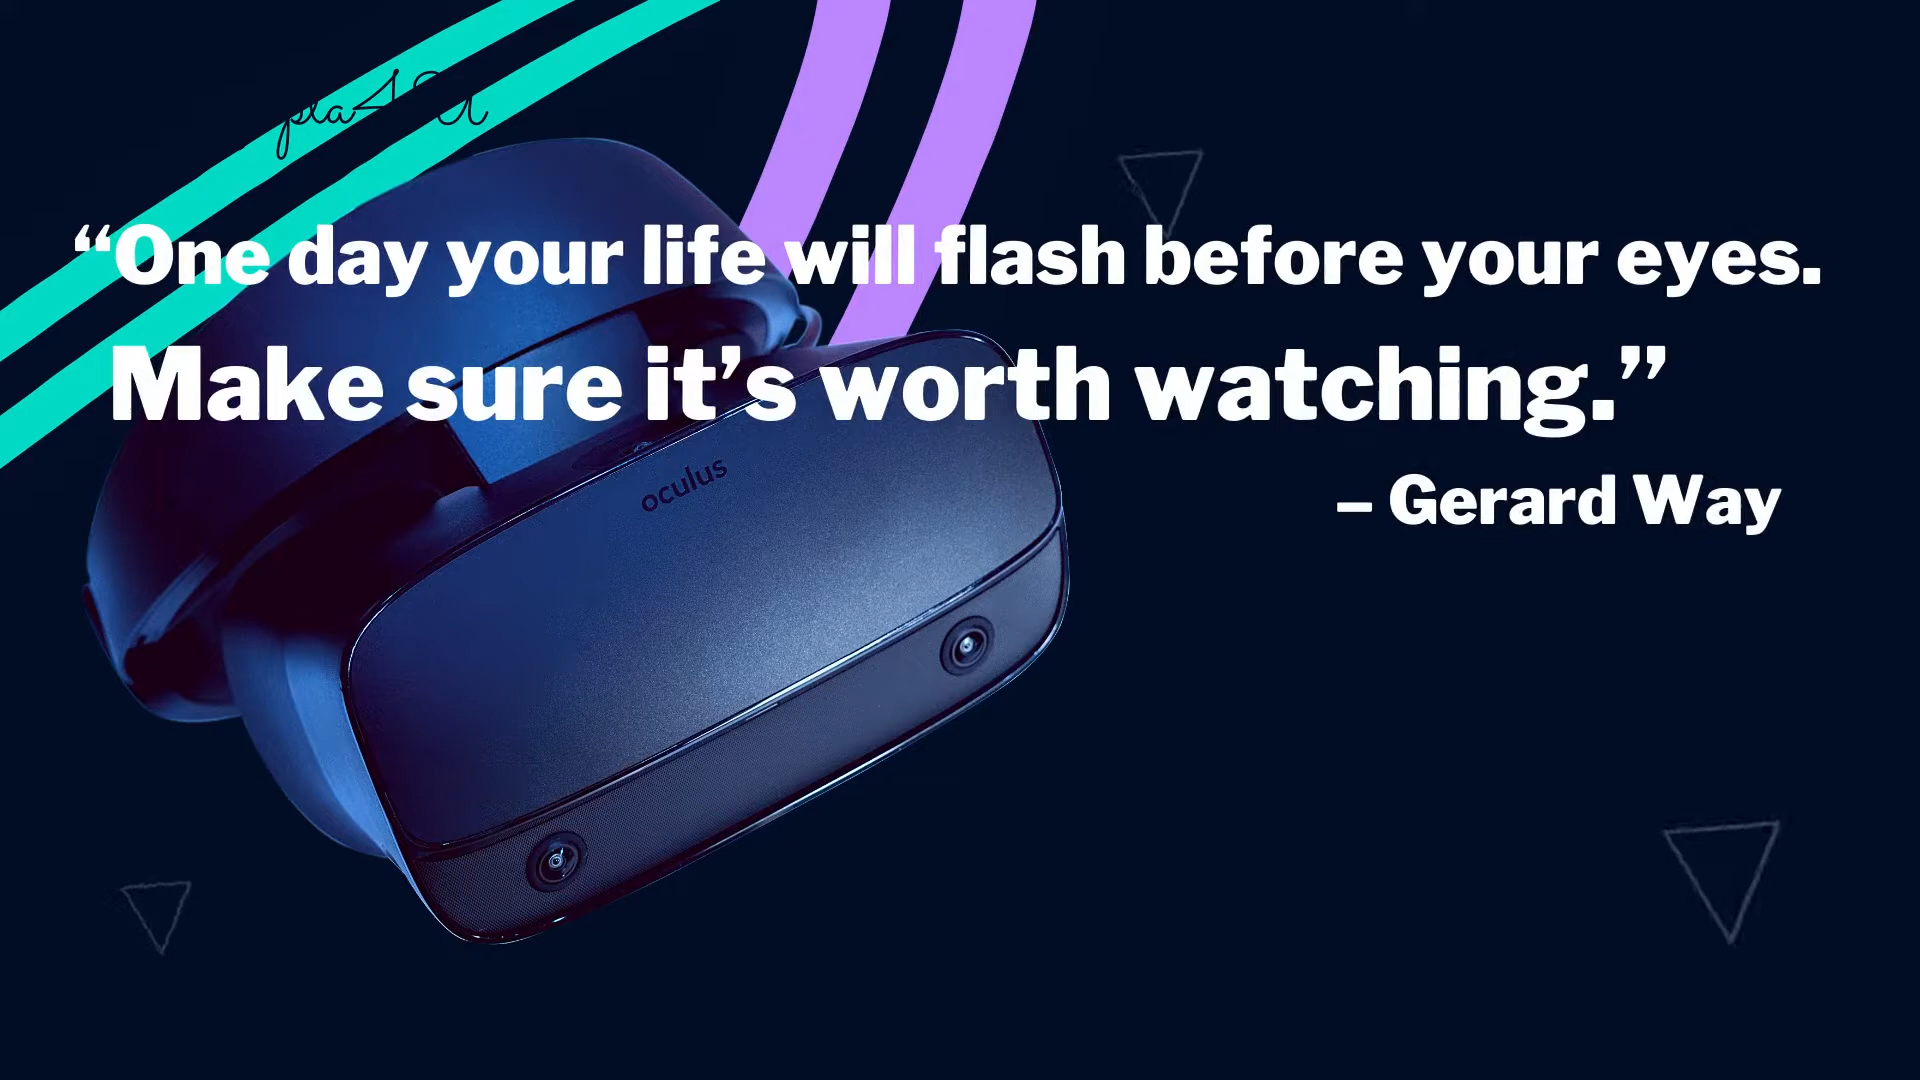 “One day your life will flash before your eyes.
Make sure it’s worth watching.”
– Gerard Way
oculus